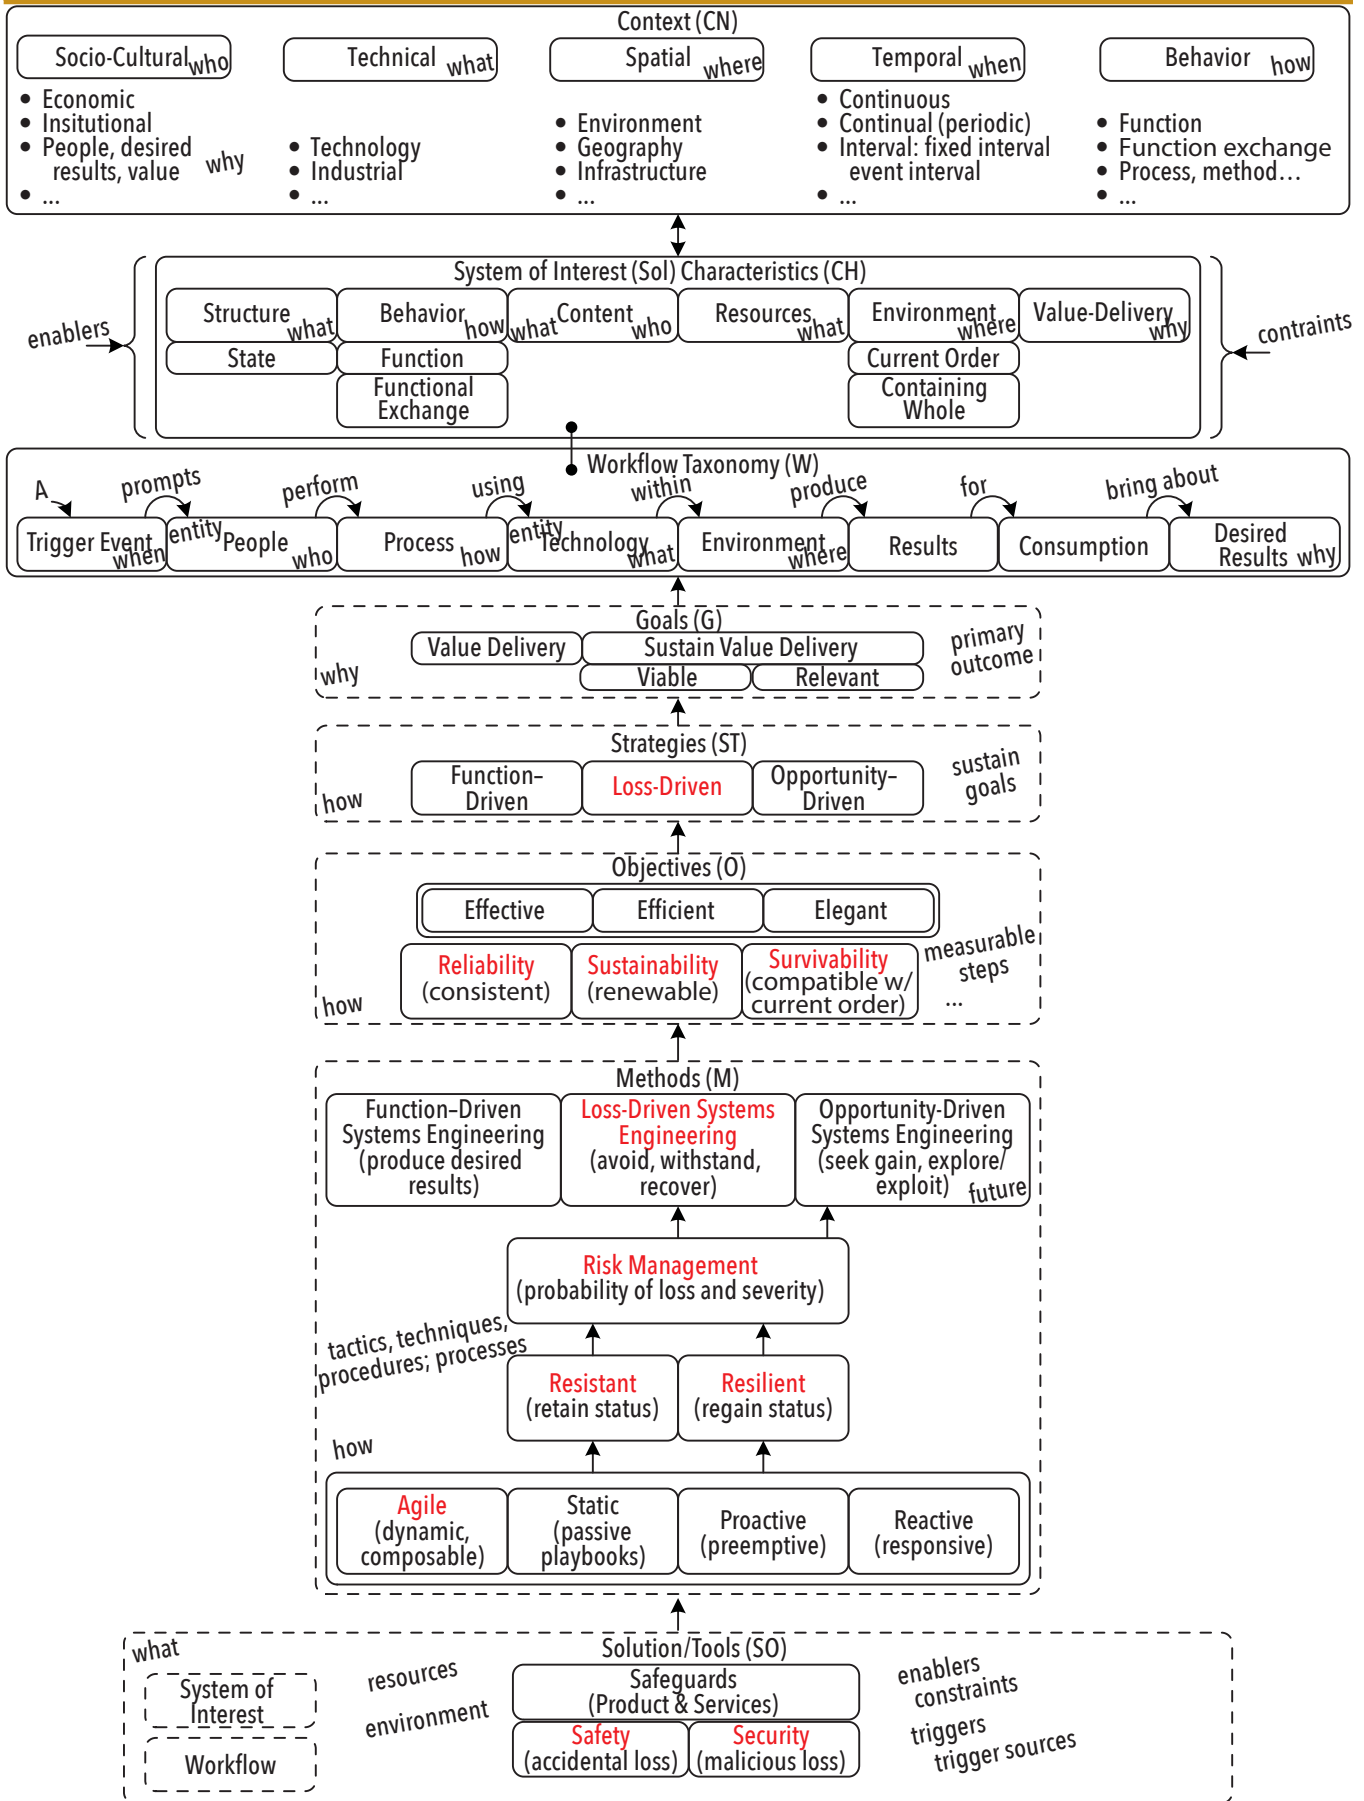 Context (CN)
Socio-Cultural who
Technical what
Spatial where
Temporal when
Behavior how
• Economic
• Insitutional
• People, desired
results, value
why
• ...
• Technology
• Industrial
• ...
• Environment
• Geography
• Infrastructure
• ...
• Continuous
• Continual (periodic)
• Interval: fixed interval
event interval
• ...
• Function
• Function exchange
• Process, method...
• ...
System of Interest (SoI) Characteristics (CH)
enablers
contraints
Structure what
Behavior how
what Content who
Resources what
Environment where
Value-Delivery why
State
Function
Current Order
Functional
Exchange
Containing
Whole
Workflow Taxonomy (W)
A
prompts
perform
using
within
produce
for
bring about
Trigger Event when
entity People who
Process how
entity Technology what
Environment where
Results
Consumption
Desired
Results why
Goals (G)
Value Delivery
Sustain Value Delivery
Viable
Relevant
why
primary
outcome
Strategies (ST)
Function–
Driven
Loss-Driven
Opportunity–
Driven
how
sustain
goals
Objectives (O)
Effective
Efficient
Elegant
Reliability
(consistent)
Sustainability
(renewable)
Survivability
(compatible w/
current order)
how
measurable
steps
...
Methods (M)
Function–Driven
Systems Engineering
(produce desired
results)
Loss-Driven Systems
Engineering
(avoid, withstand,
recover)
Opportunity-Driven
Systems Engineering
(seek gain, explore/
exploit) future
Risk Management
(probability of loss and severity)
tactics, techniques,
procedures; processes
Resistant
(retain status)
Resilient
(regain status)
how
Agile
(dynamic,
composable)
Static
(passive
playbooks)
Proactive
(preemptive)
Reactive
(responsive)
Solution/Tools (SO)
what
System of
Interest
Workflow
resources
environment
Safeguards
(Product & Services)
Safety
(accidental loss)
Security
(malicious loss)
enablers
constraints
triggers
trigger sources